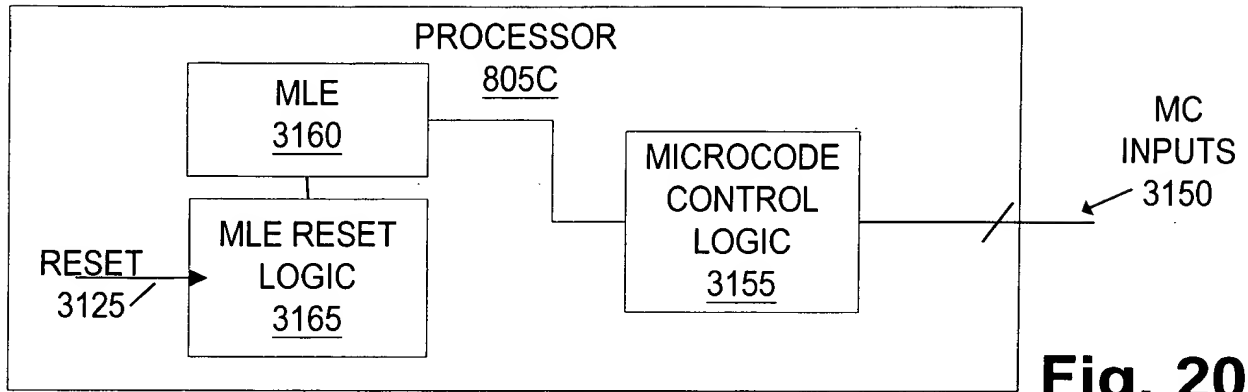 PROCESSOR
805C
MLE
3160
MICROCODE
CONTROL
LOGIC
3155
MC
INPUTS
3150
MLE RESET
LOGIC
3165
RESET
3125
Fig. 20